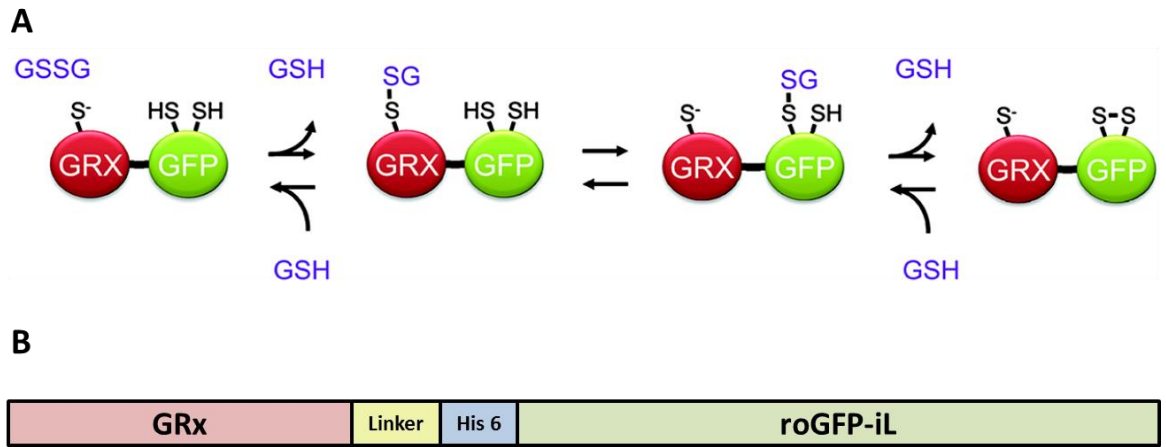 A
GSSG
S-
HS SH
GRX
GFP
GSH
GSH
SG
S
HS SH
GRX
GFP
S-
SG
S SH
GRX
GFP
GSH
GSH
S-
S-S
GRX
GFP
B
GRx
Linker
His 6
roGFP-iL